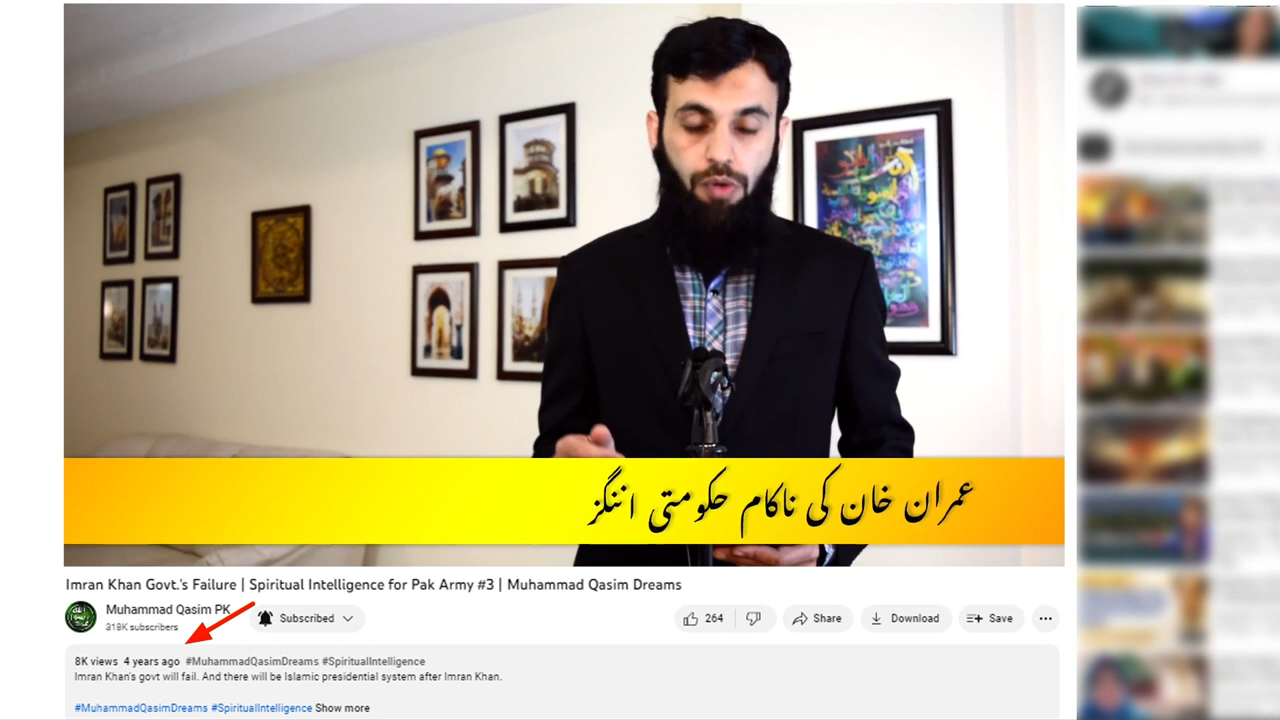 عمران خان کی ناکام حکومتی اننگز
Imran Khan Govt.'s Failure | Spiritual Intelligence for Pak Army #3 | Muhammad Qasim Dreams
Muhammad Qasim PK
318K subscribers
Subscribed
264
Share
Download
Save
8K views 4 years ago #MuhammadQasimDreams #SpiritualIntelligence
Imran Khan's govt will fail. And there will be Islamic presidential system after Imran Khan.
#MuhammadQasimDreams #SpiritualIntelligence Show more